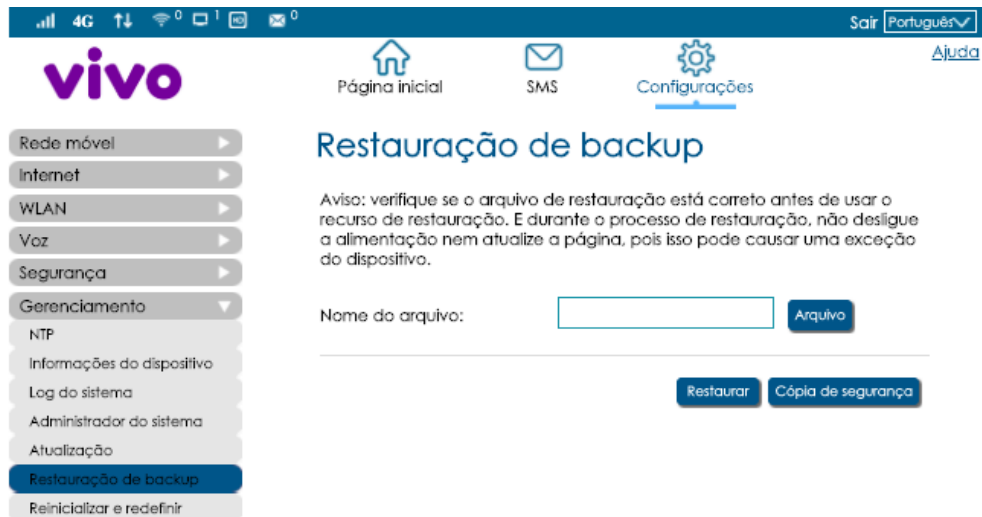 4G 0 1 HD 0 Sair Português
vivo
Página inicial SMS Configurações Ajuda
Rede móvel
Internet
WLAN
Voz
Segurança
Gerenciamento
NTP
Informações do dispositivo
Log do sistema
Administrador do sistema
Atualização
Restauração de backup
Reinicializar e redefinir
Restauração de backup
Aviso: verifique se o arquivo de restauração está correto antes de usar o
recurso de restauração. E durante o processo de restauração, não desligue
a alimentação nem atualize a página, pois isso pode causar uma exceção
do dispositivo.
Nome do arquivo: Arquivo
Restaurar Cópia de segurança